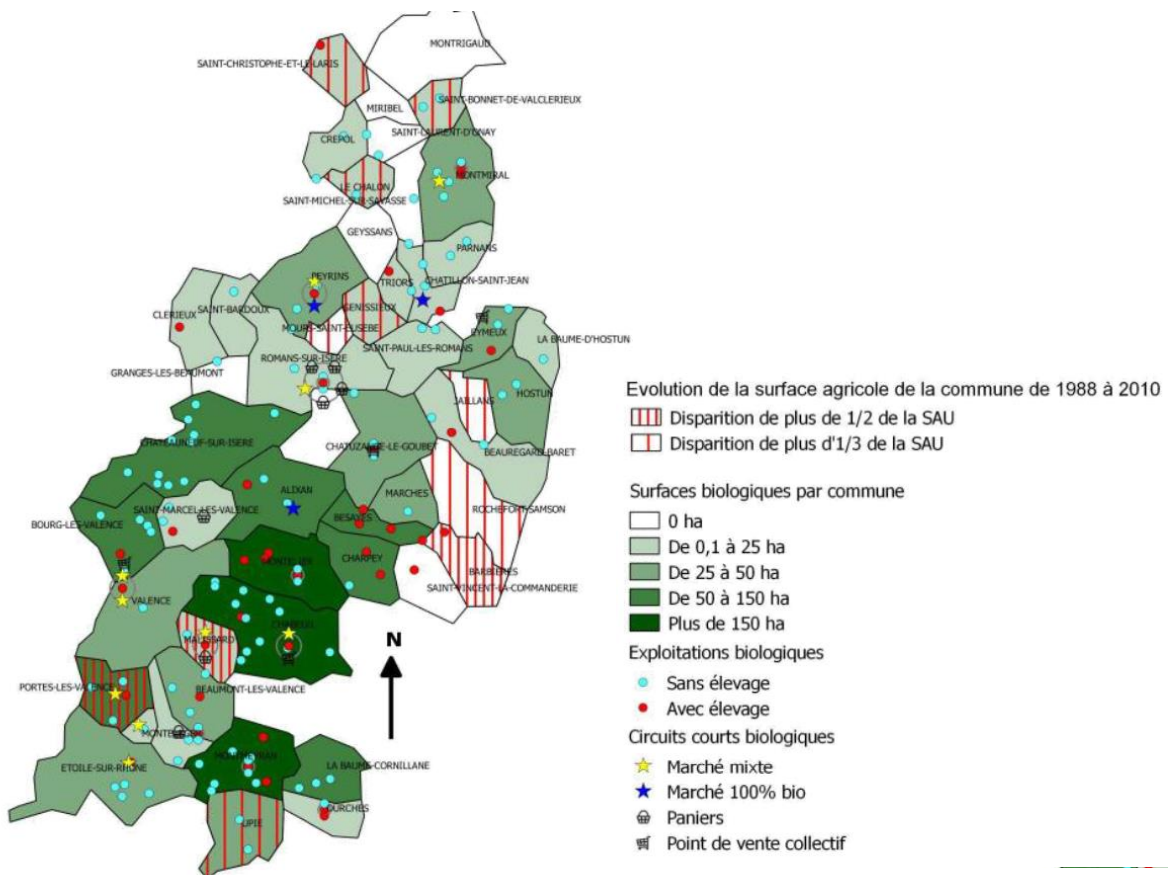 MONTRIGAUD
SAINT-CHRISTOPHE-ET-LE-LARIS
SAINT-BONNET-DE-VALCLERIEUX
MIRIBEL
SAINT-LAURENT-D'ONAY
CREPOL
MONTMIRAL
LE CHALON
SAINT-MICHEL-SUR-SAVASSE
GEYSSANS
PARNANS
PEYRINS
TRIORS
CHATILLON-SAINT-JEAN
SAINT-BARDOUX
CLERIEUX
GENISSIEUX
MOURS-SAINT-EUSEBE
EYMEUX
LA BAUME-D'HOSTUN
SAINT-PAUL-LES-ROMANS
ROMANS-SUR-ISERE
GRANGES-LES-BEAUMONT
JAILLANS
HOSTUN
CHATEAUNEUF-SUR-ISERE
CHATUZANGE-LE-GOUBET
BEAUREGARD-BARET
ALIXAN
MARCHES
SAINT-MARCEL-LES-VALENCE
ROCHEFORT-SAMSON
BESAYES
BOURG-LES-VALENCE
MONTELIER
CHARPEY
BARBIERES
SAINT-VINCENT-LA-COMMANDERIE
VALENCE
CHABEUIL
MALISSARD
PORTES-LES-VALENCE
BEAUMONT-LES-VALENCE
MONTELEGER
ETOILE-SUR-RHONE
MONTMEYRAN
LA BAUME-CORNILLANE
OURCHES
UPIE
N
Evolution de la surface agricole de la commune de 1988 à 2010
Disparition de plus de 1/2 de la SAU
Disparition de plus d'1/3 de la SAU
Surfaces biologiques par commune
0 ha
De 0,1 à 25 ha
De 25 à 50 ha
De 50 à 150 ha
Plus de 150 ha
Exploitations biologiques
Sans élevage
Avec élevage
Circuits courts biologiques
Marché mixte
Marché 100% bio
Paniers
Point de vente collectif